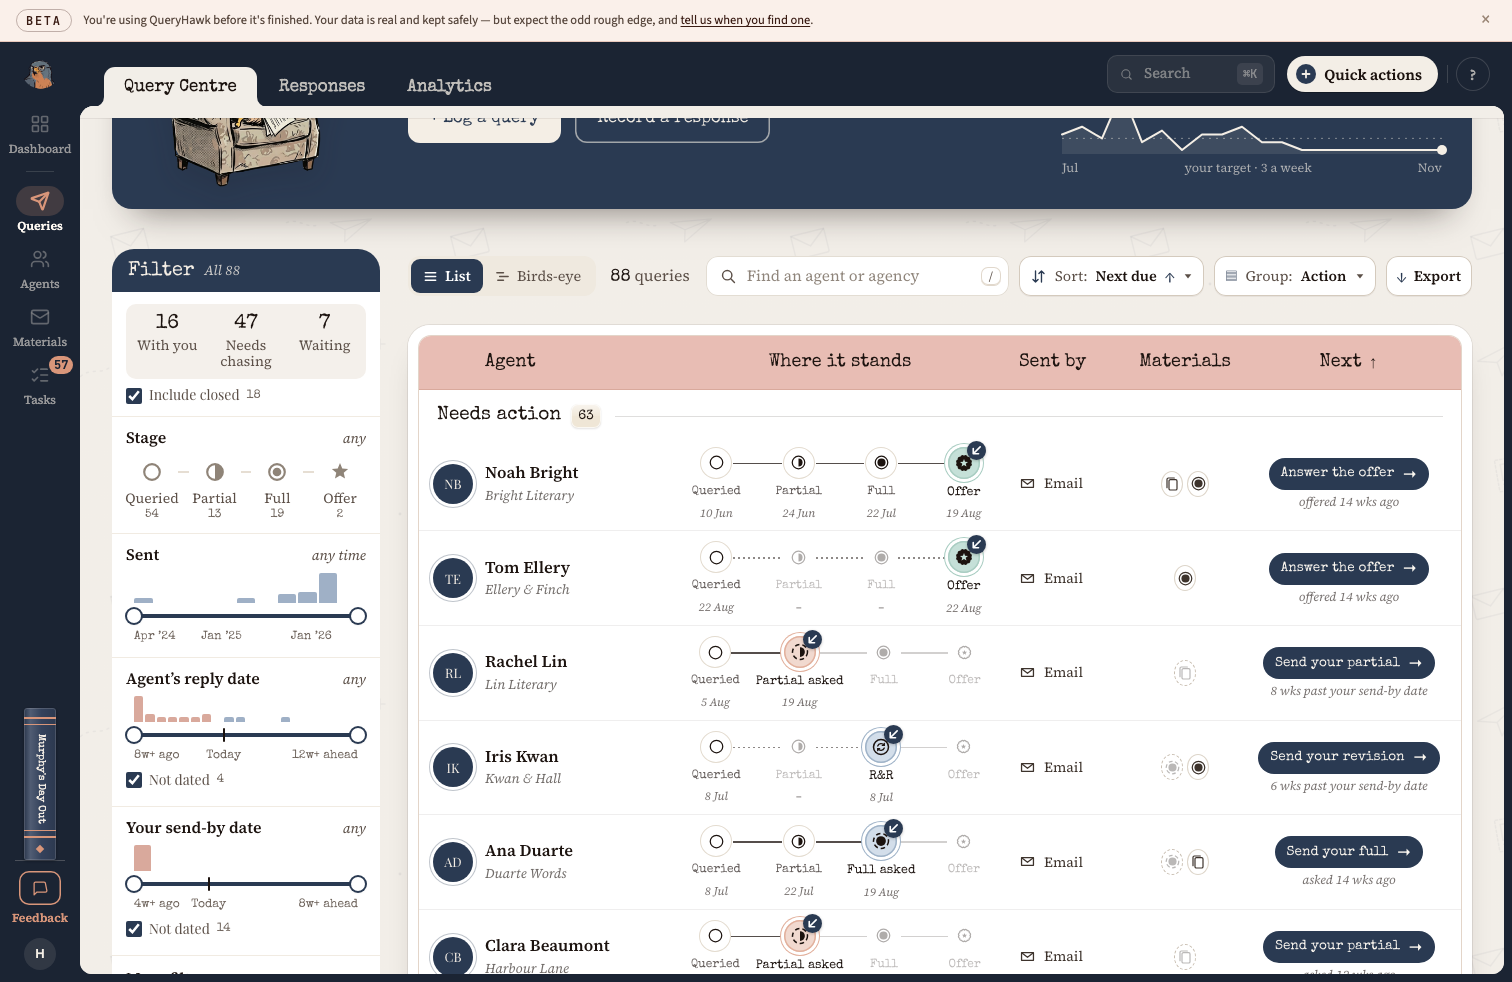 BETA
You're using QueryHawk before it's finished. Your data is real and kept safely — but expect the odd rough edge, and tell us when you find one.
×
Query Centre
Responses
Analytics
Search
⌘K
Quick actions
?
Dashboard
Queries
Agents
Materials
57
Tasks
Murphy's Day Out
Feedback
H
Log a query
Record a response
Jul
your target · 3 a week
Nov
Filter All 88
16
With you
47
Needs
chasing
7
Waiting
Include closed 18
Stage
any
Queried
54
Partial
13
Full
19
Offer
2
Sent
any time
Apr ’24
Jan ’25
Jan ’26
Agent’s reply date
any
8w+ ago
Today
12w+ ahead
Not dated 4
Your send-by date
any
4w+ ago
Today
8w+ ahead
Not dated 14
List
Birds-eye
88 queries
Find an agent or agency
/
Sort: Next due ↑
Group: Action
↓ Export
Agent
Where it stands
Sent by
Materials
Next ↑
Needs action 63
NB
Noah Bright
Bright Literary
Queried
10 Jun
Partial
24 Jun
Full
22 Jul
Offer
19 Aug
Email
Answer the offer →
offered 14 wks ago
TE
Tom Ellery
Ellery & Finch
Queried
22 Aug
Partial
–
Full
–
Offer
22 Aug
Email
Answer the offer →
offered 14 wks ago
RL
Rachel Lin
Lin Literary
Queried
5 Aug
Partial asked
19 Aug
Full
Offer
Email
Send your partial →
8 wks past your send-by date
IK
Iris Kwan
Kwan & Hall
Queried
8 Jul
Partial
–
R&R
8 Jul
Offer
Email
Send your revision →
6 wks past your send-by date
AD
Ana Duarte
Duarte Words
Queried
8 Jul
Partial
22 Jul
Full asked
19 Aug
Offer
Email
Send your full →
asked 14 wks ago
CB
Clara Beaumont
Harbour Lane
Queried
Partial asked
Full
Offer
Email
Send your partial →